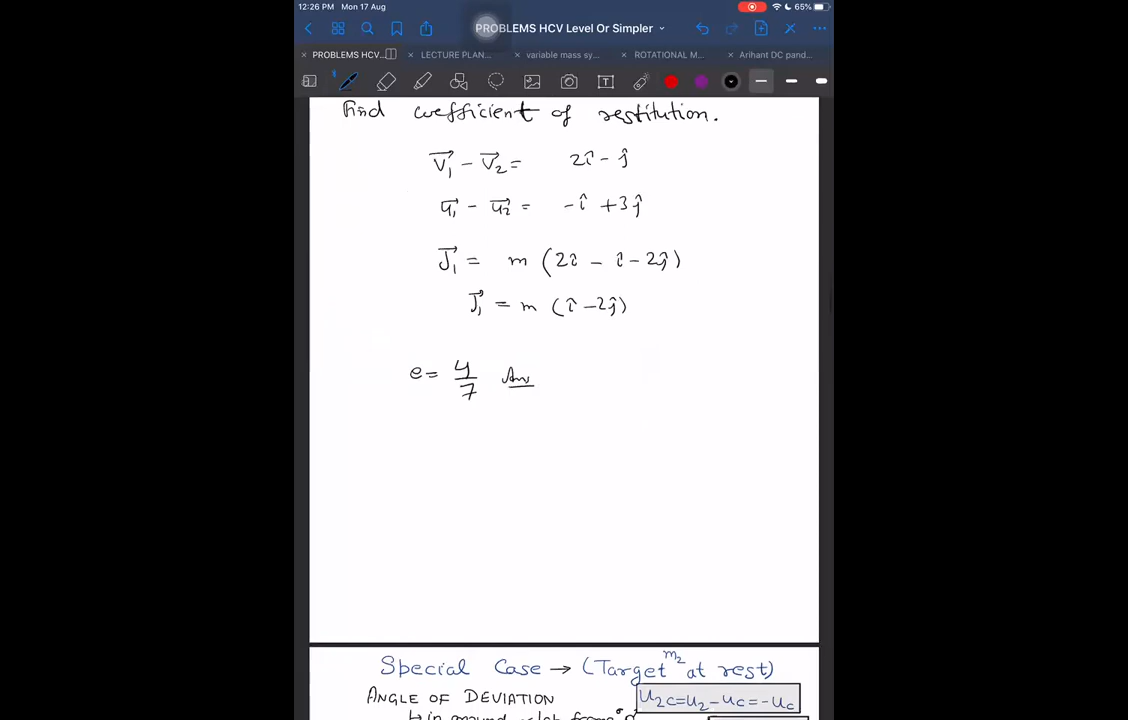 12:26 PM Mon 17 Aug
65%
PROBLEMS HCV Level Or Simpler
PROBLEMS HCV...
LECTURE PLAN...
variable mass sy...
ROTATIONAL M...
Arihant DC pand...
Find coefficient of restitution.
v⃗₁ - v⃗₂ = 2î - ĵ
u⃗₁ - u⃗₂ = -î + 3ĵ
J⃗₁ = m (2î - î - 2ĵ)
J⃗₁ = m (î - 2ĵ)
e = 4/7 Ans
Special Case → (Target m₂ at rest)
ANGLE OF DEVIATION
u₂c = u₂ - uc = -uc